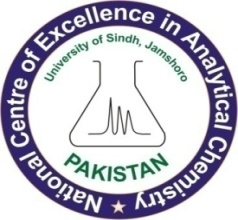 National Centre of Excellence in Analytical Chemistry
University of Sindh, Jamshoro
PAKISTAN